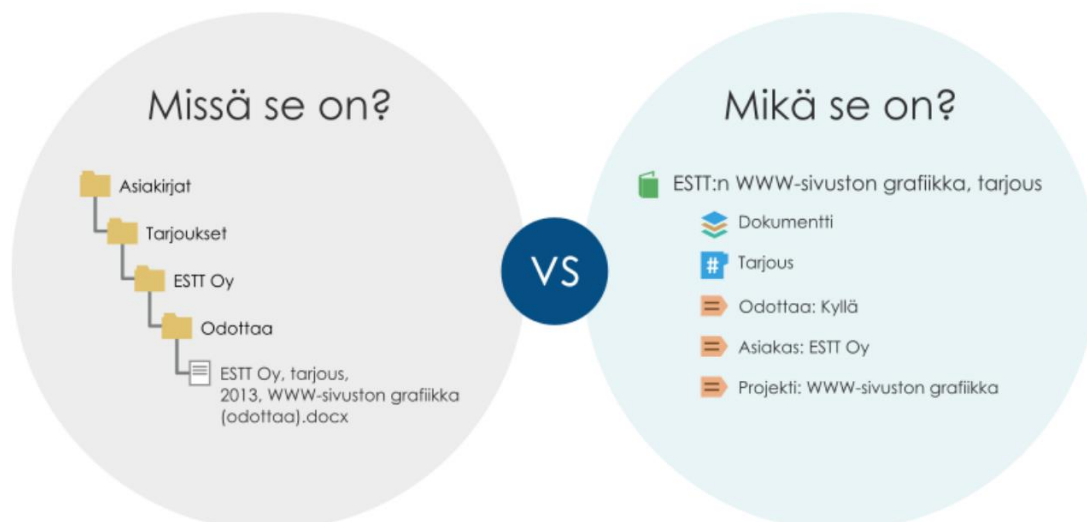 Missä se on?
Asiakirjat
Tarjoukset
ESTT Oy
Odottaa
ESTT Oy, tarjous,
2013, WWW-sivuston grafiikka
(odottaa).docx
VS
Mikä se on?
ESTT:n WWW-sivuston grafiikka, tarjous
Dokumentti
# Tarjous
Odottaa: Kyllä
Asiakas: ESTT Oy
Projekti: WWW-sivuston grafiikka